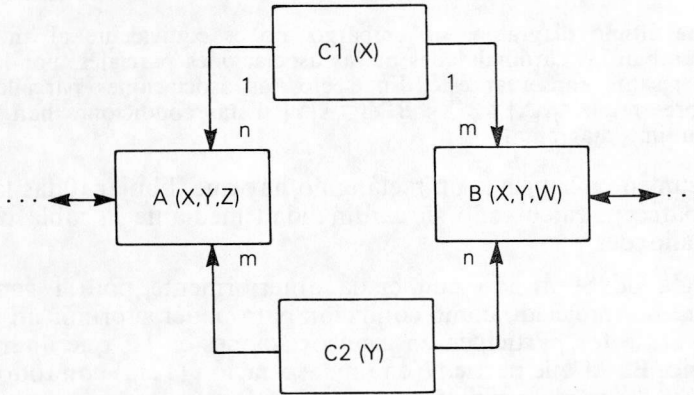 C1 (X)
1 1
n m
A (X,Y,Z) B (X,Y,W)
m n
C2 (Y)